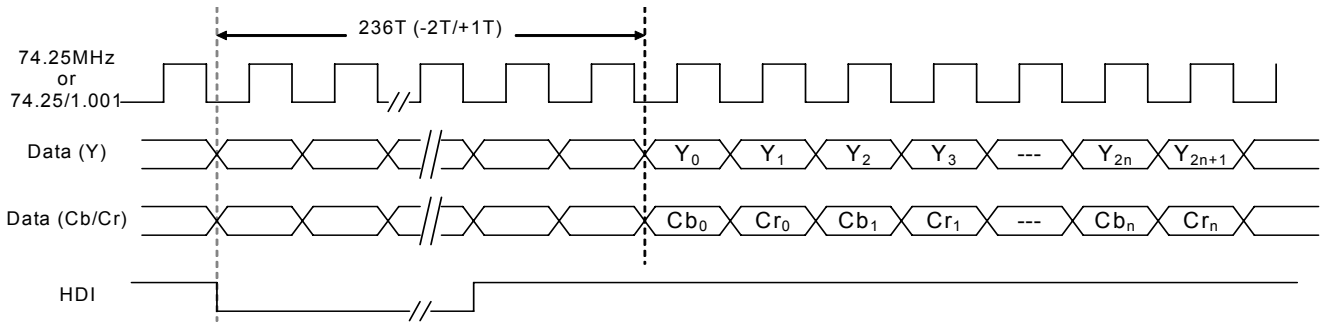 236T (-2T/+1T)
74.25MHz
or
74.25/1.001
Data (Y)
Y0 Y1 Y2 Y3 --- Y2n Y2n+1
Data (Cb/Cr)
Cb0 Cr0 Cb1 Cr1 --- Cbn Crn
HDI